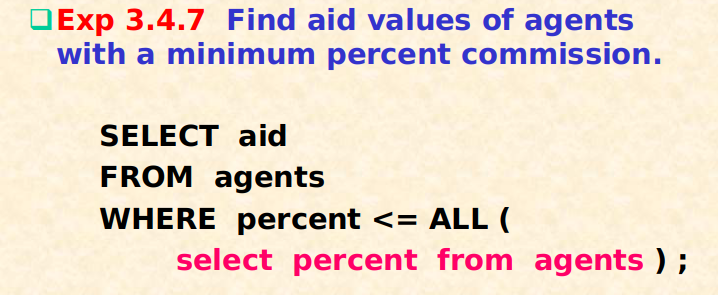 ❑Exp 3.4.7 Find aid values of agents
with a minimum percent commission.
SELECT aid
FROM agents
WHERE percent <= ALL (
select percent from agents ) ;